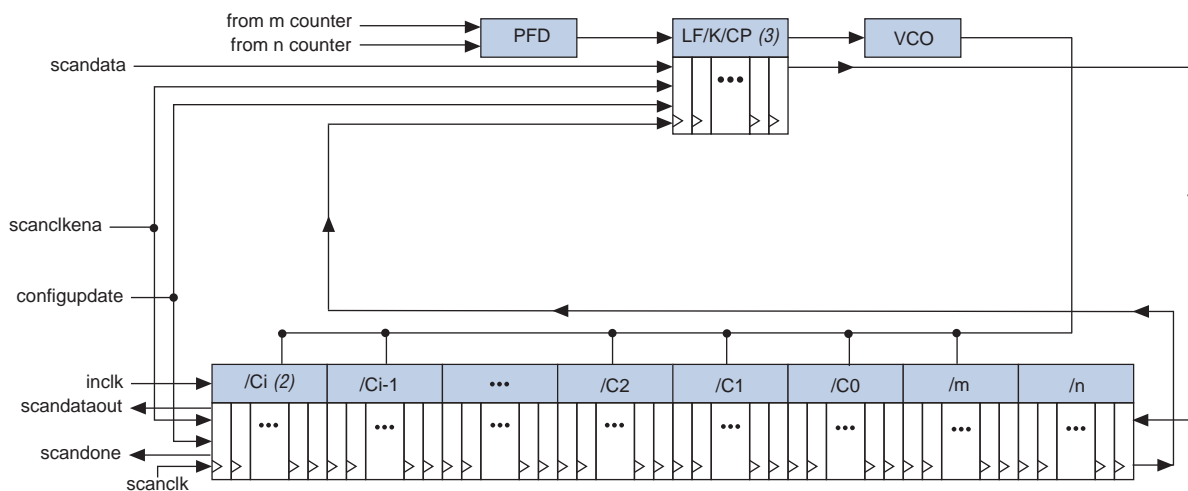 from m counter
from n counter
PFD
LF/K/CP (3)
VCO
scandata
•••
scanclkena
configupdate
inclk
/Ci (2)
/Ci-1
•••
/C2
/C1
/C0
/m
/n
scandataout
•••
•••
•••
•••
•••
•••
•••
scandone
scanclk